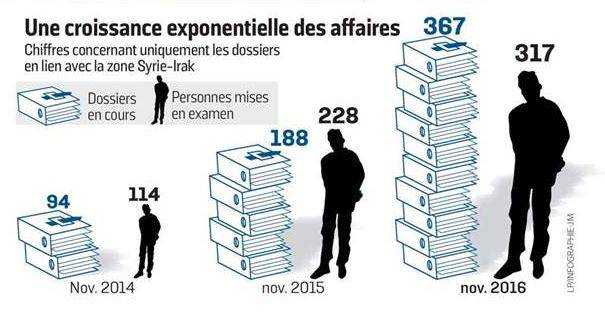 Une croissance exponentielle des affaires
Chiffres concernant uniquement les dossiers
en lien avec la zone Syrie-Irak
Dossiers
en cours
Personnes mises
en examen
94
114
Nov. 2014
188
228
nov. 2015
367
317
nov. 2016
LP/INFOGRAPHIE J.M.